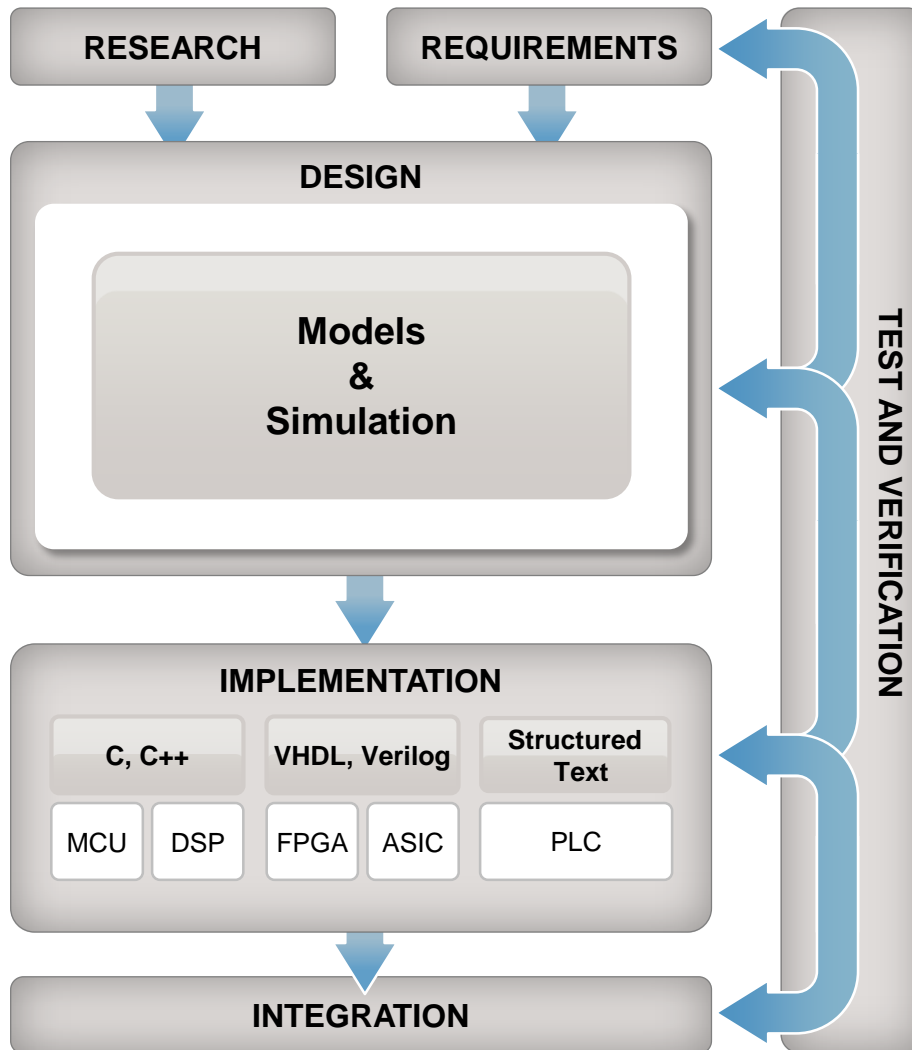 RESEARCH
REQUIREMENTS
DESIGN
Models
&
Simulation
IMPLEMENTATION
C, C++
VHDL, Verilog
Structured
Text
MCU
DSP
FPGA
ASIC
PLC
INTEGRATION
TEST AND VERIFICATION